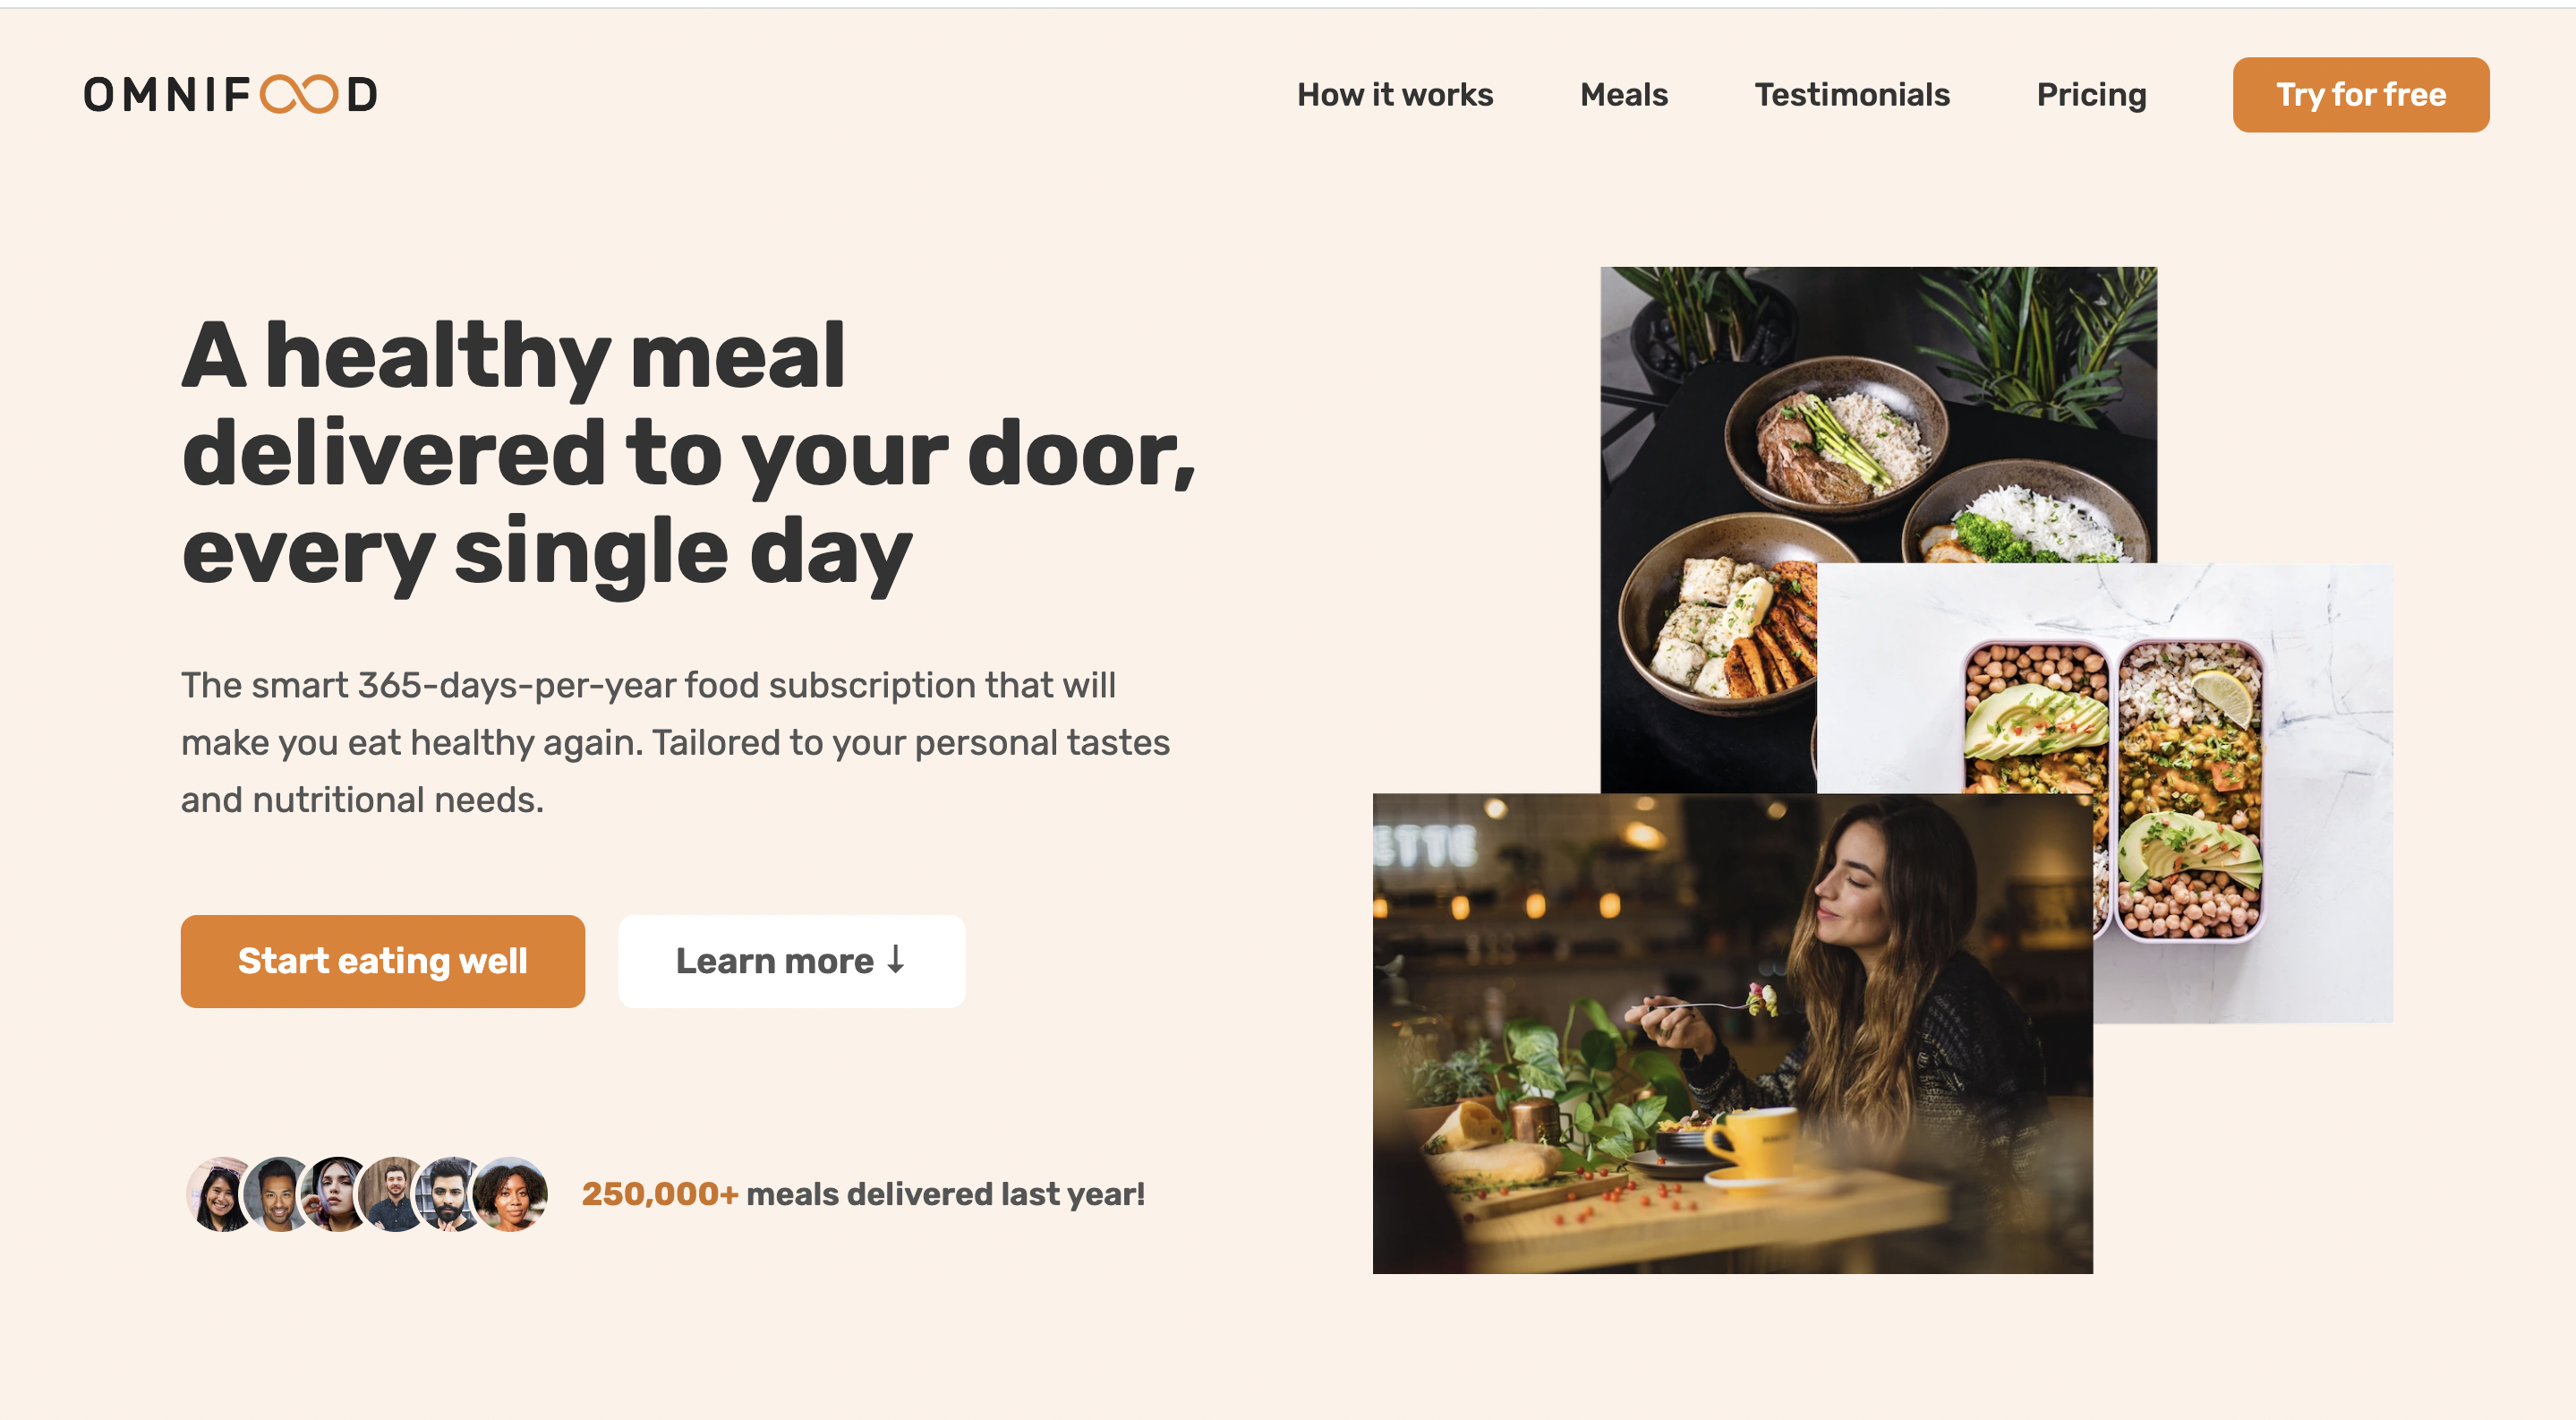 OMNIFOOD
How it works
Meals
Testimonials
Pricing
Try for free
A healthy meal
delivered to your door,
every single day
The smart 365-days-per-year food subscription that will
make you eat healthy again. Tailored to your personal tastes
and nutritional needs.
Start eating well
Learn more ↓
250,000+ meals delivered last year!
ETTE